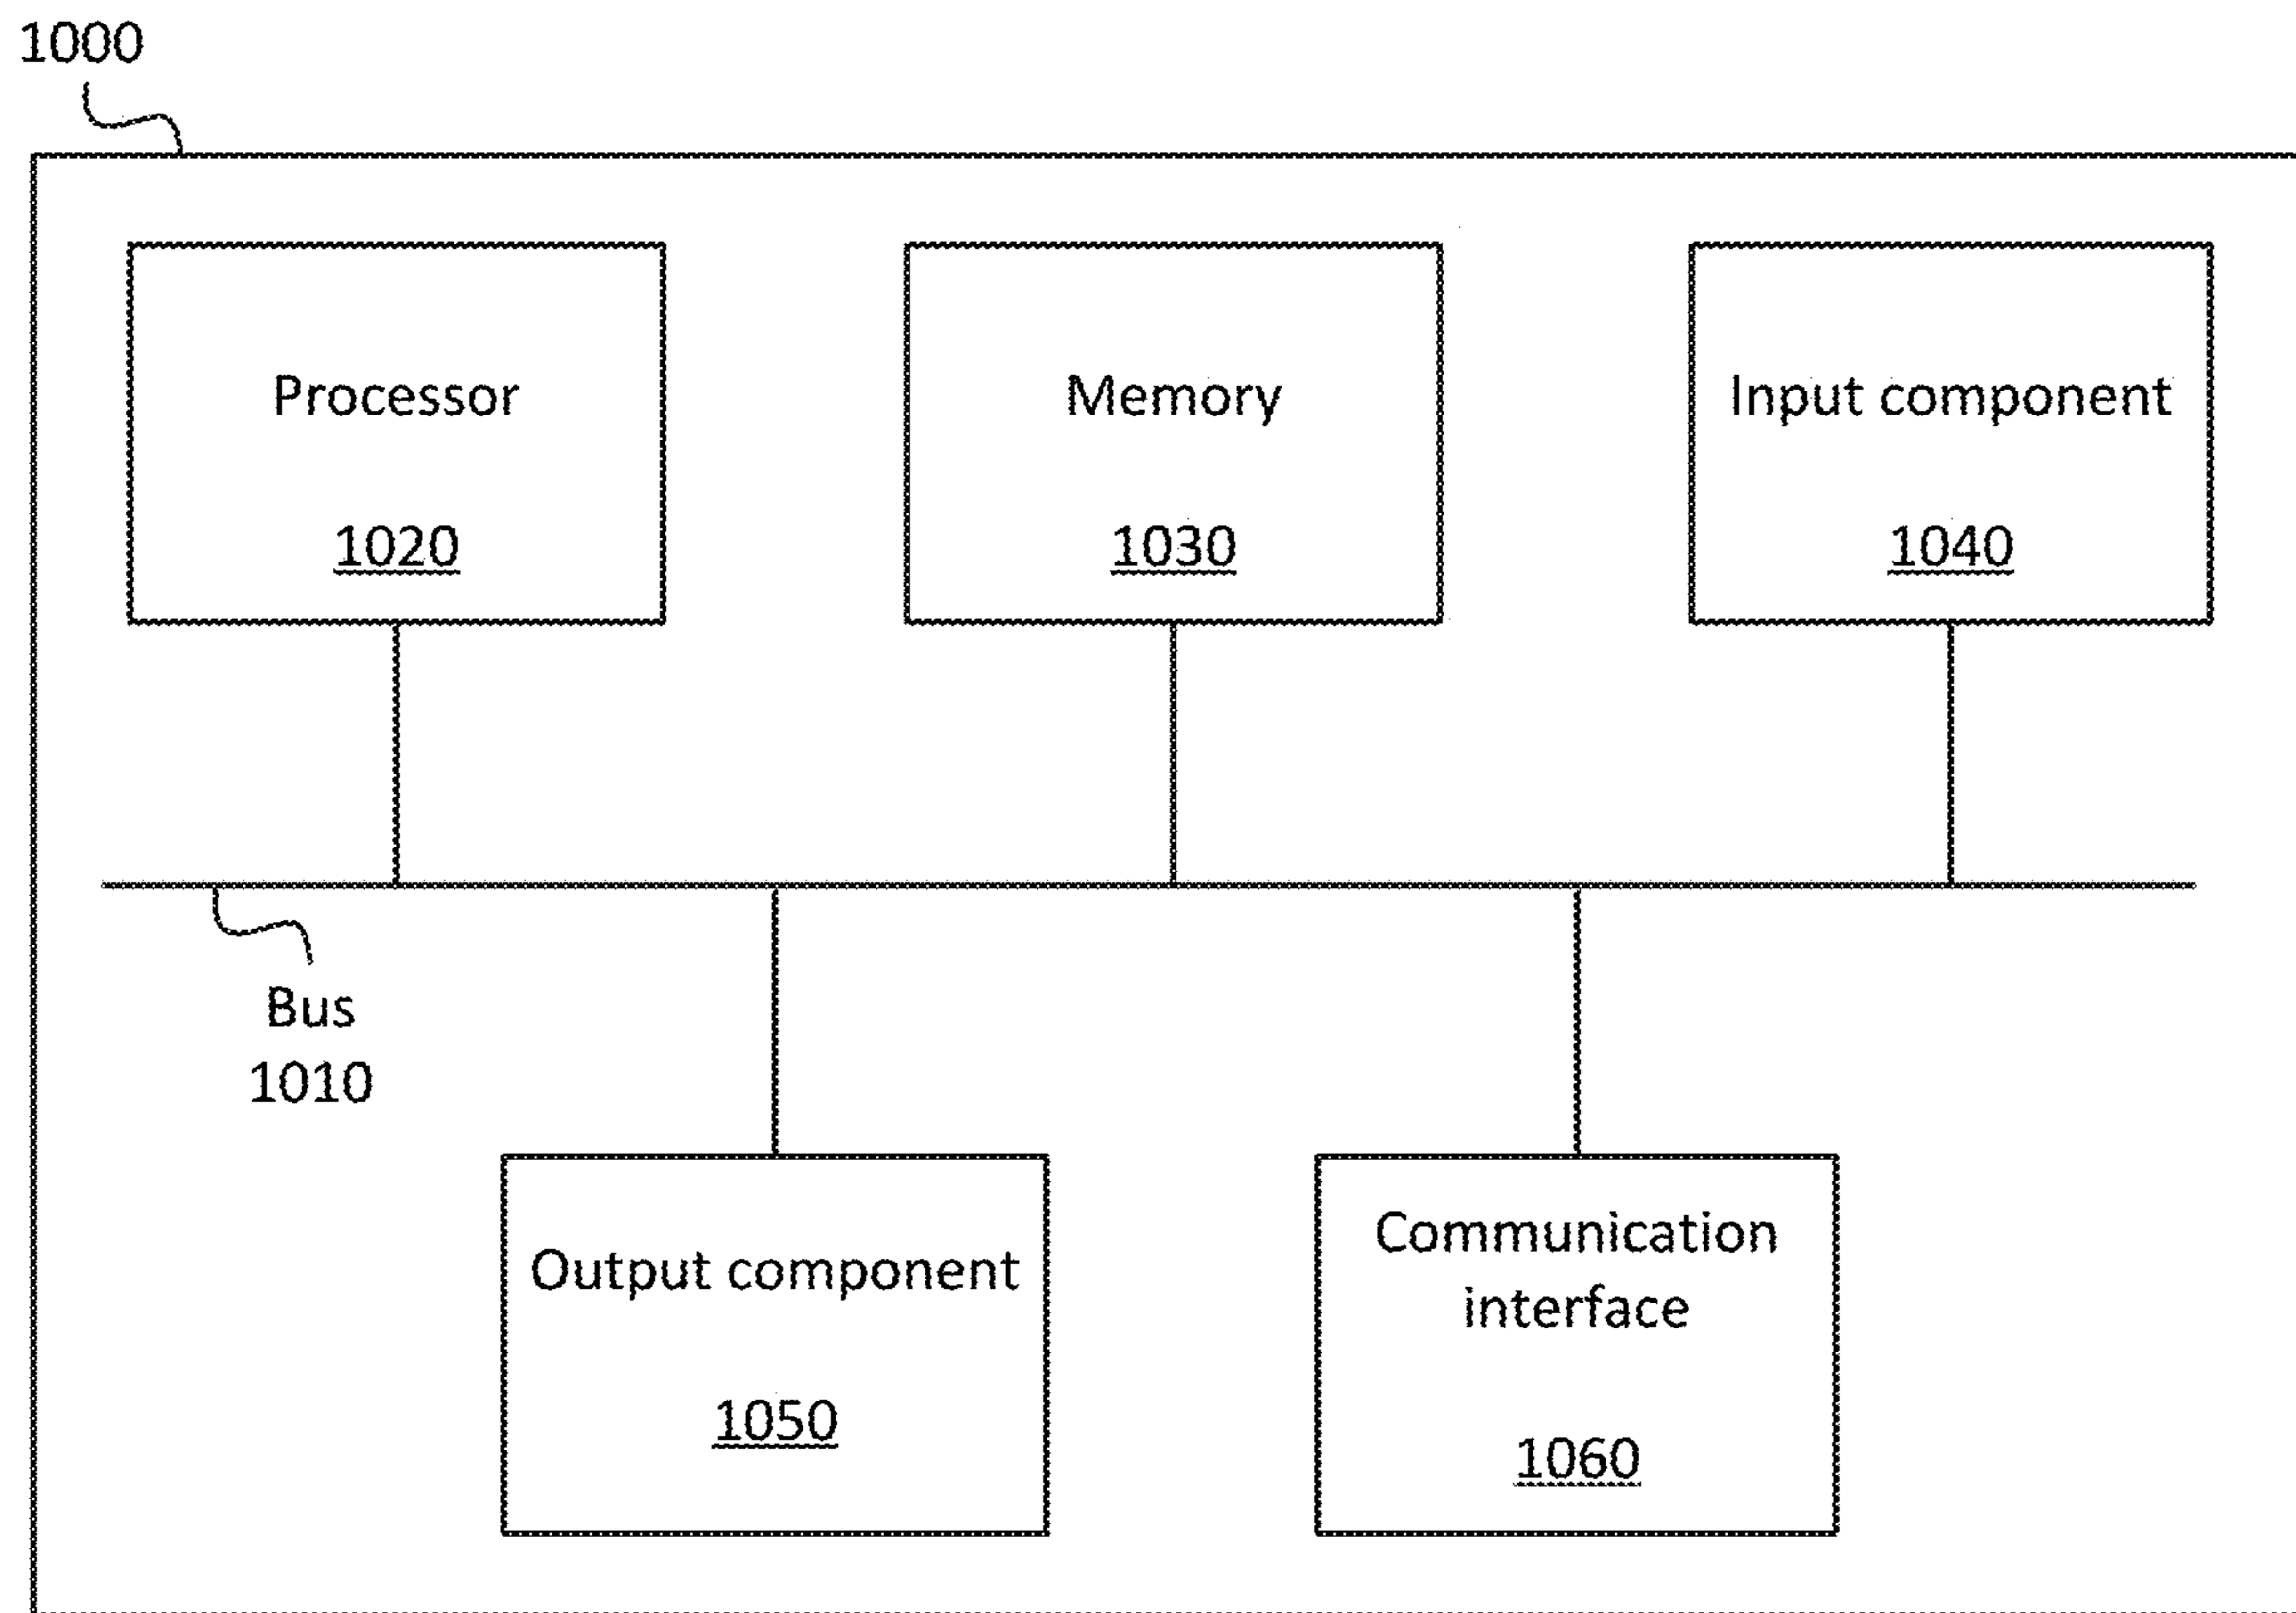 1000
Processor
1020
Memory
1030
Input component
1040
Bus
1010
Output component
1050
Communication
interface
1060